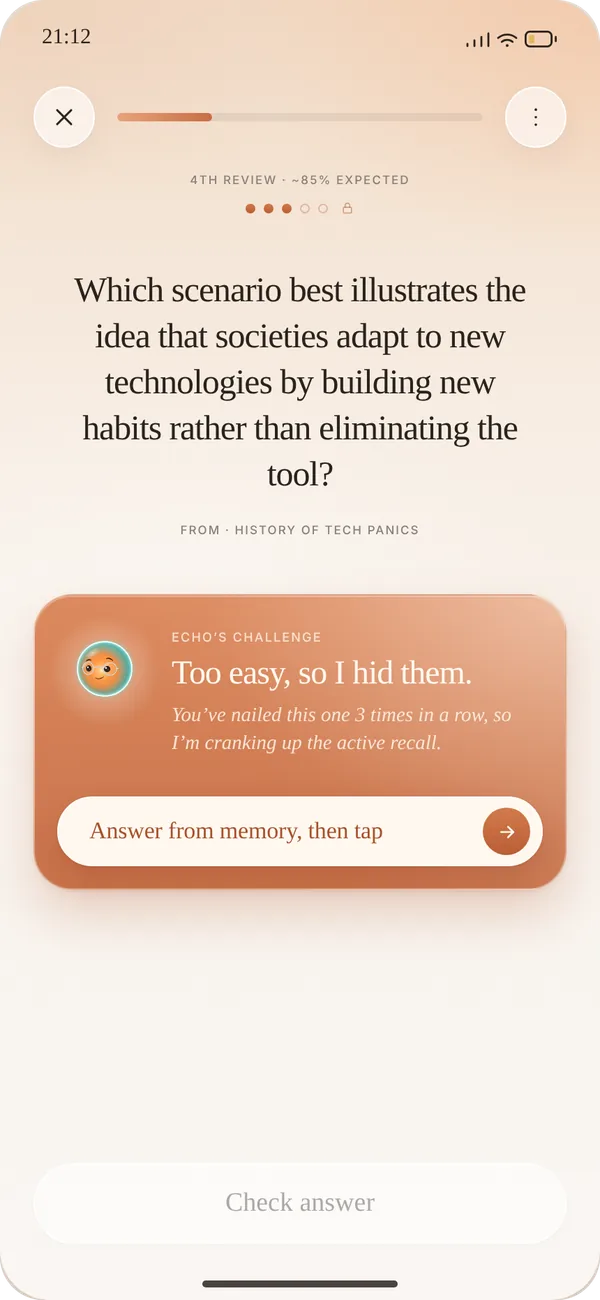 21:12
4TH REVIEW · ~85% EXPECTED
Which scenario best illustrates the
idea that societies adapt to new
technologies by building new
habits rather than eliminating the
tool?
FROM · HISTORY OF TECH PANICS
ECHO’S CHALLENGE
Too easy, so I hid them.
You’ve nailed this one 3 times in a row, so
I’m cranking up the active recall.
Answer from memory, then tap
Check answer